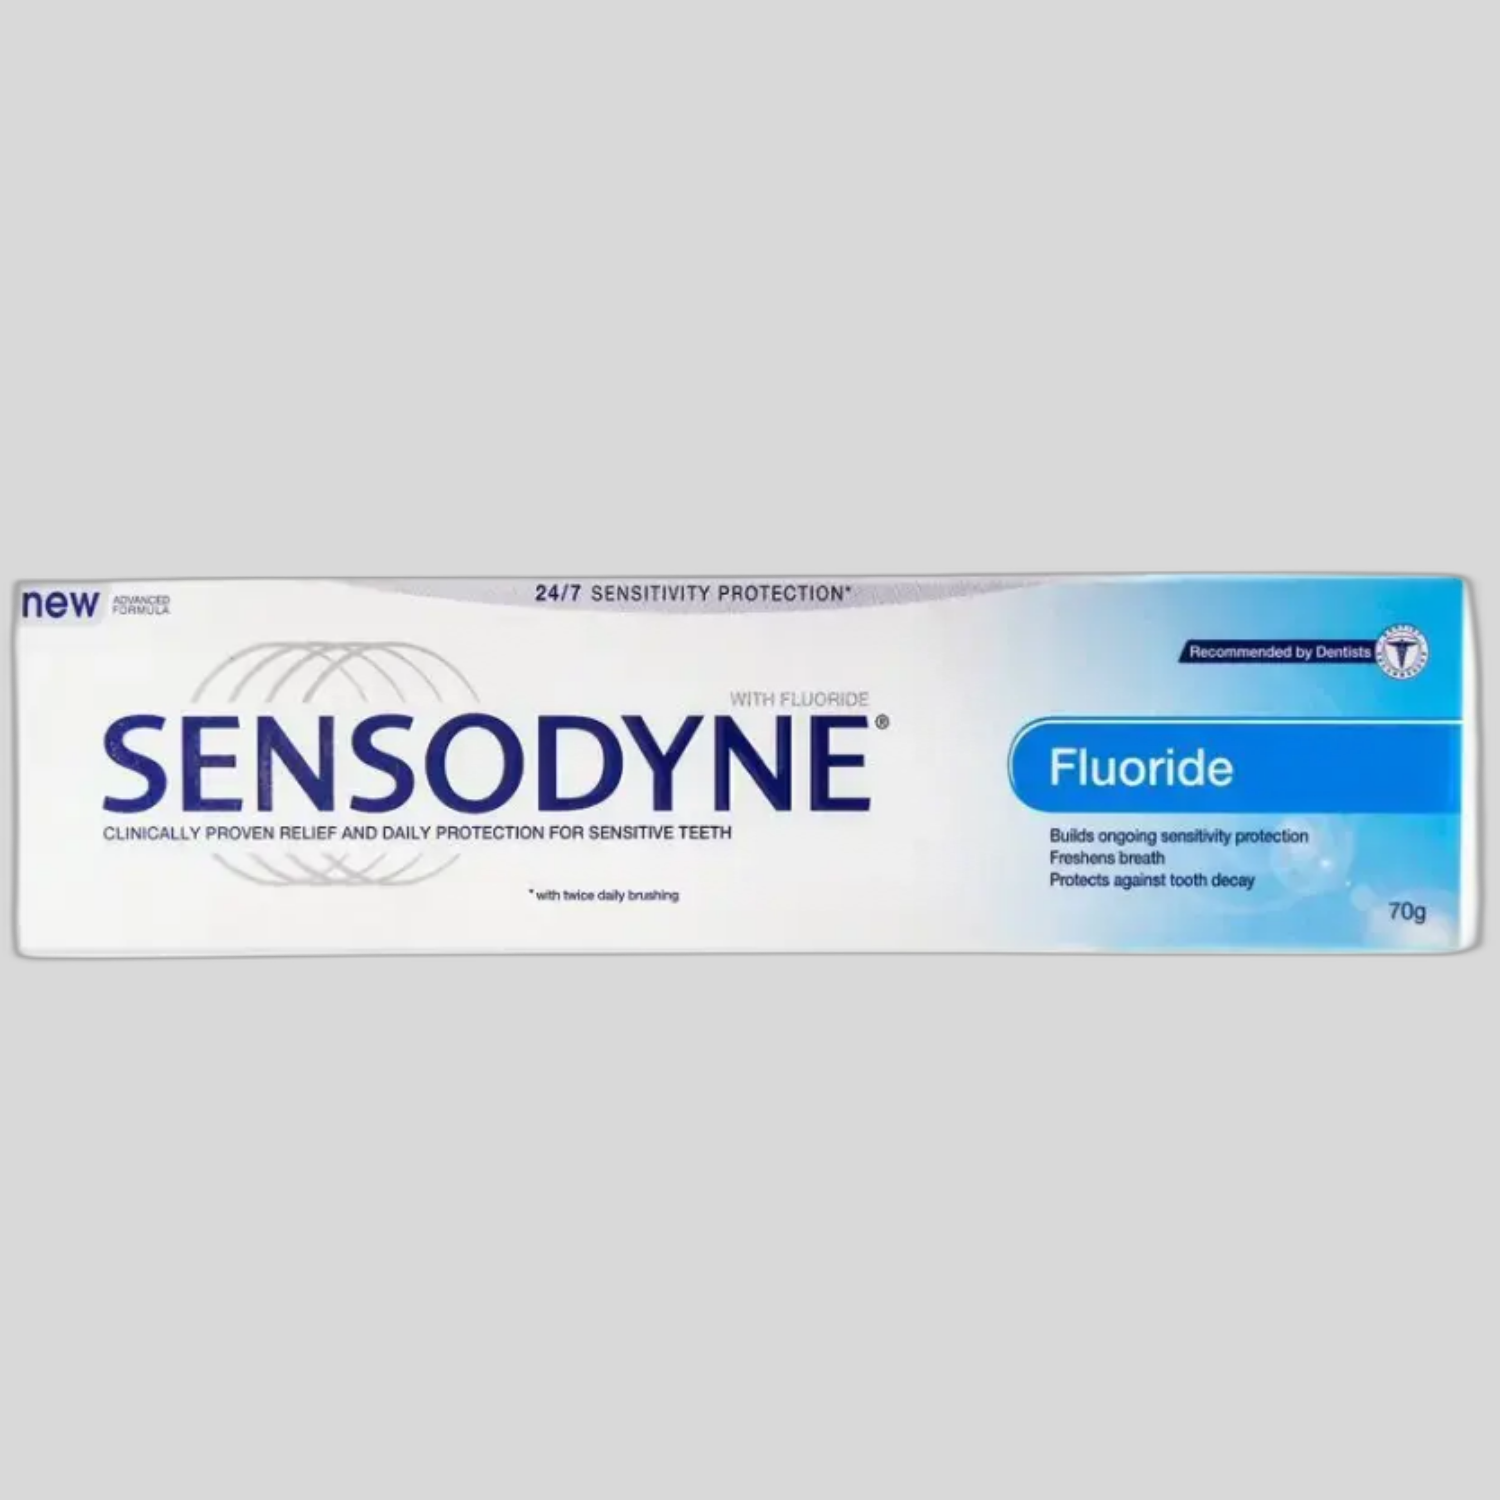 new ADVANCED
FORMULA
24/7 SENSITIVITY PROTECTION*
Recommended by Dentists
WITH FLUORIDE
SENSODYNE®
CLINICALLY PROVEN RELIEF AND DAILY PROTECTION FOR SENSITIVE TEETH
*with twice daily brushing
Fluoride
Builds ongoing sensitivity protection
Freshens breath
Protects against tooth decay
70g